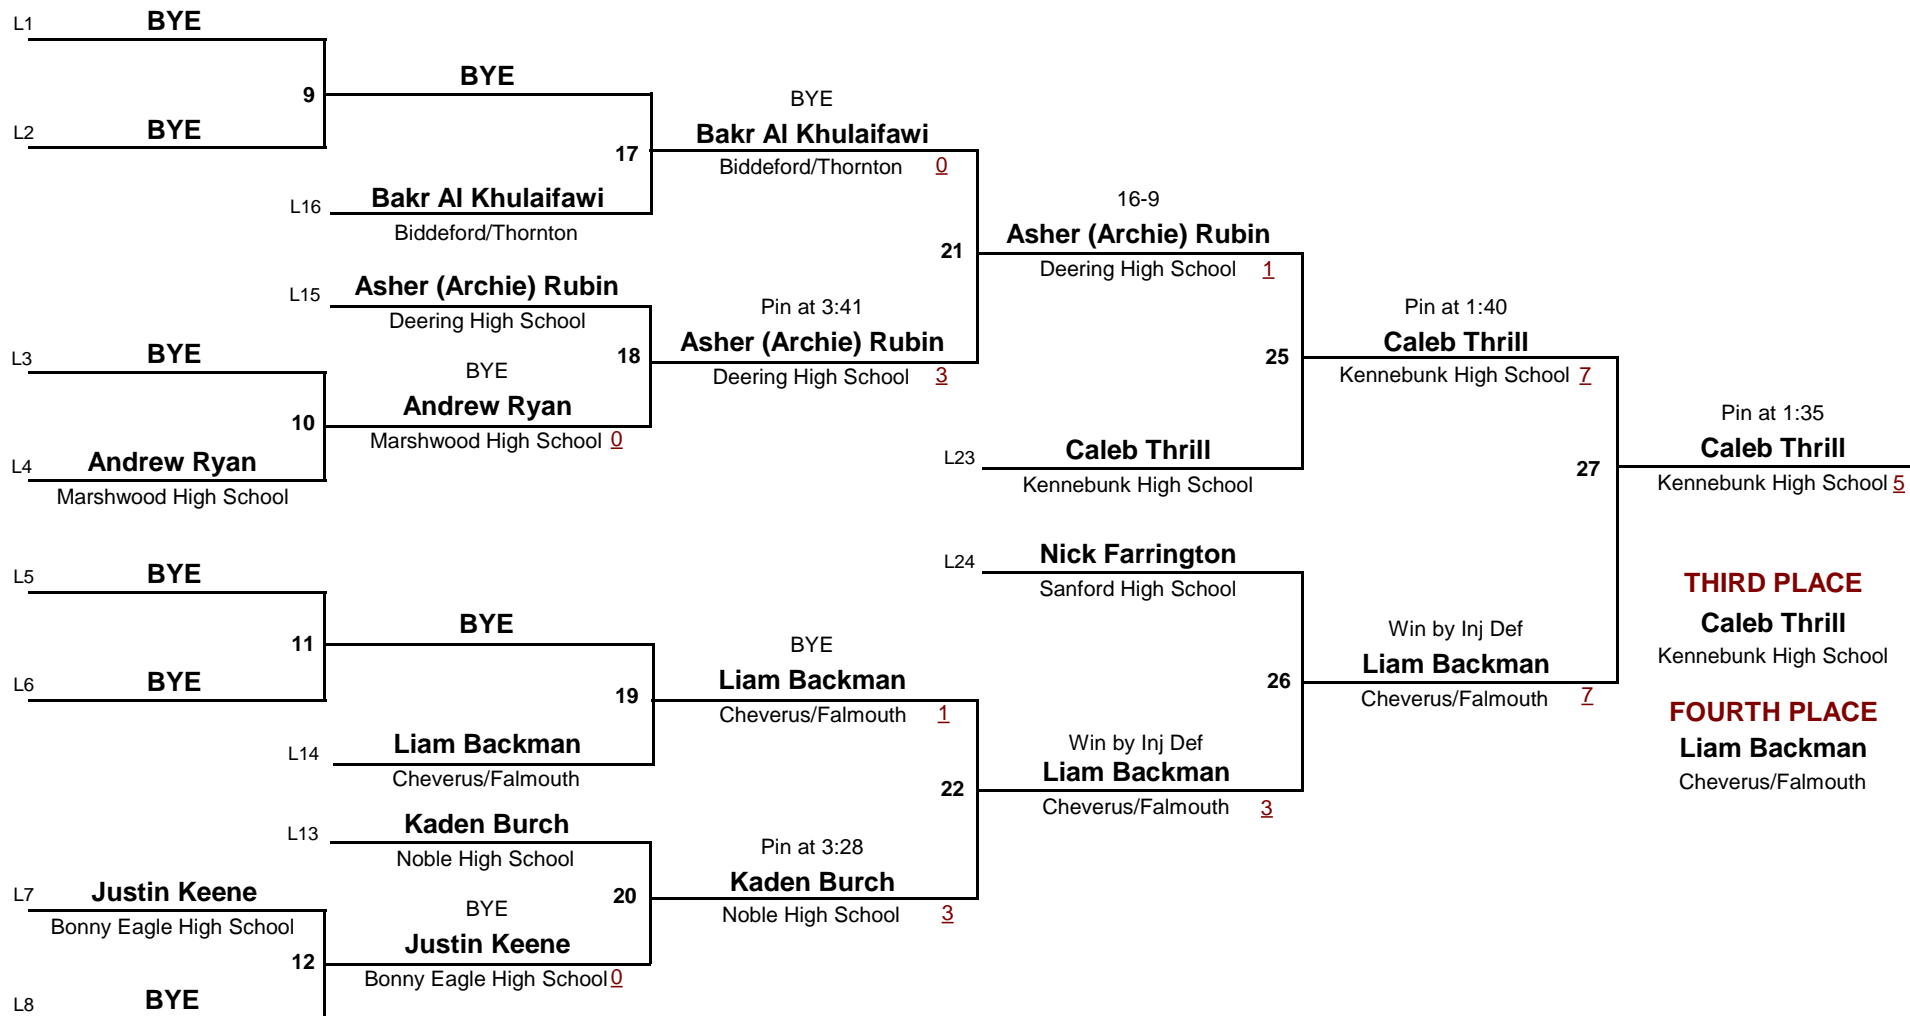 L1
BYE
9
L2
BYE
BYE
17
L16
Bakr Al Khulaifawi
Biddeford/Thornton
BYE
Bakr Al Khulaifawi
Biddeford/Thornton 0
L15
Asher (Archie) Rubin
Deering High School
18
L3
BYE
10
L4
Andrew Ryan
Marshwood High School
BYE
Andrew Ryan
Marshwood High School 0
Pin at 3:41
Asher (Archie) Rubin
Deering High School 3
21
16-9
Asher (Archie) Rubin
Deering High School 1
25
L23
Caleb Thrill
Kennebunk High School
Pin at 1:40
Caleb Thrill
Kennebunk High School 7
27
Pin at 1:35
Caleb Thrill
Kennebunk High School 5
L5
BYE
11
L6
BYE
BYE
19
L14
Liam Backman
Cheverus/Falmouth
BYE
Liam Backman
Cheverus/Falmouth 1
22
L13
Kaden Burch
Noble High School
20
L7
Justin Keene
Bonny Eagle High School
12
L8
BYE
BYE
Justin Keene
Bonny Eagle High School 0
Pin at 3:28
Kaden Burch
Noble High School 3
L24
Nick Farrington
Sanford High School
26
Win by Inj Def
Liam Backman
Cheverus/Falmouth 3
Win by Inj Def
Liam Backman
Cheverus/Falmouth 7
THIRD PLACE
Caleb Thrill
Kennebunk High School
FOURTH PLACE
Liam Backman
Cheverus/Falmouth